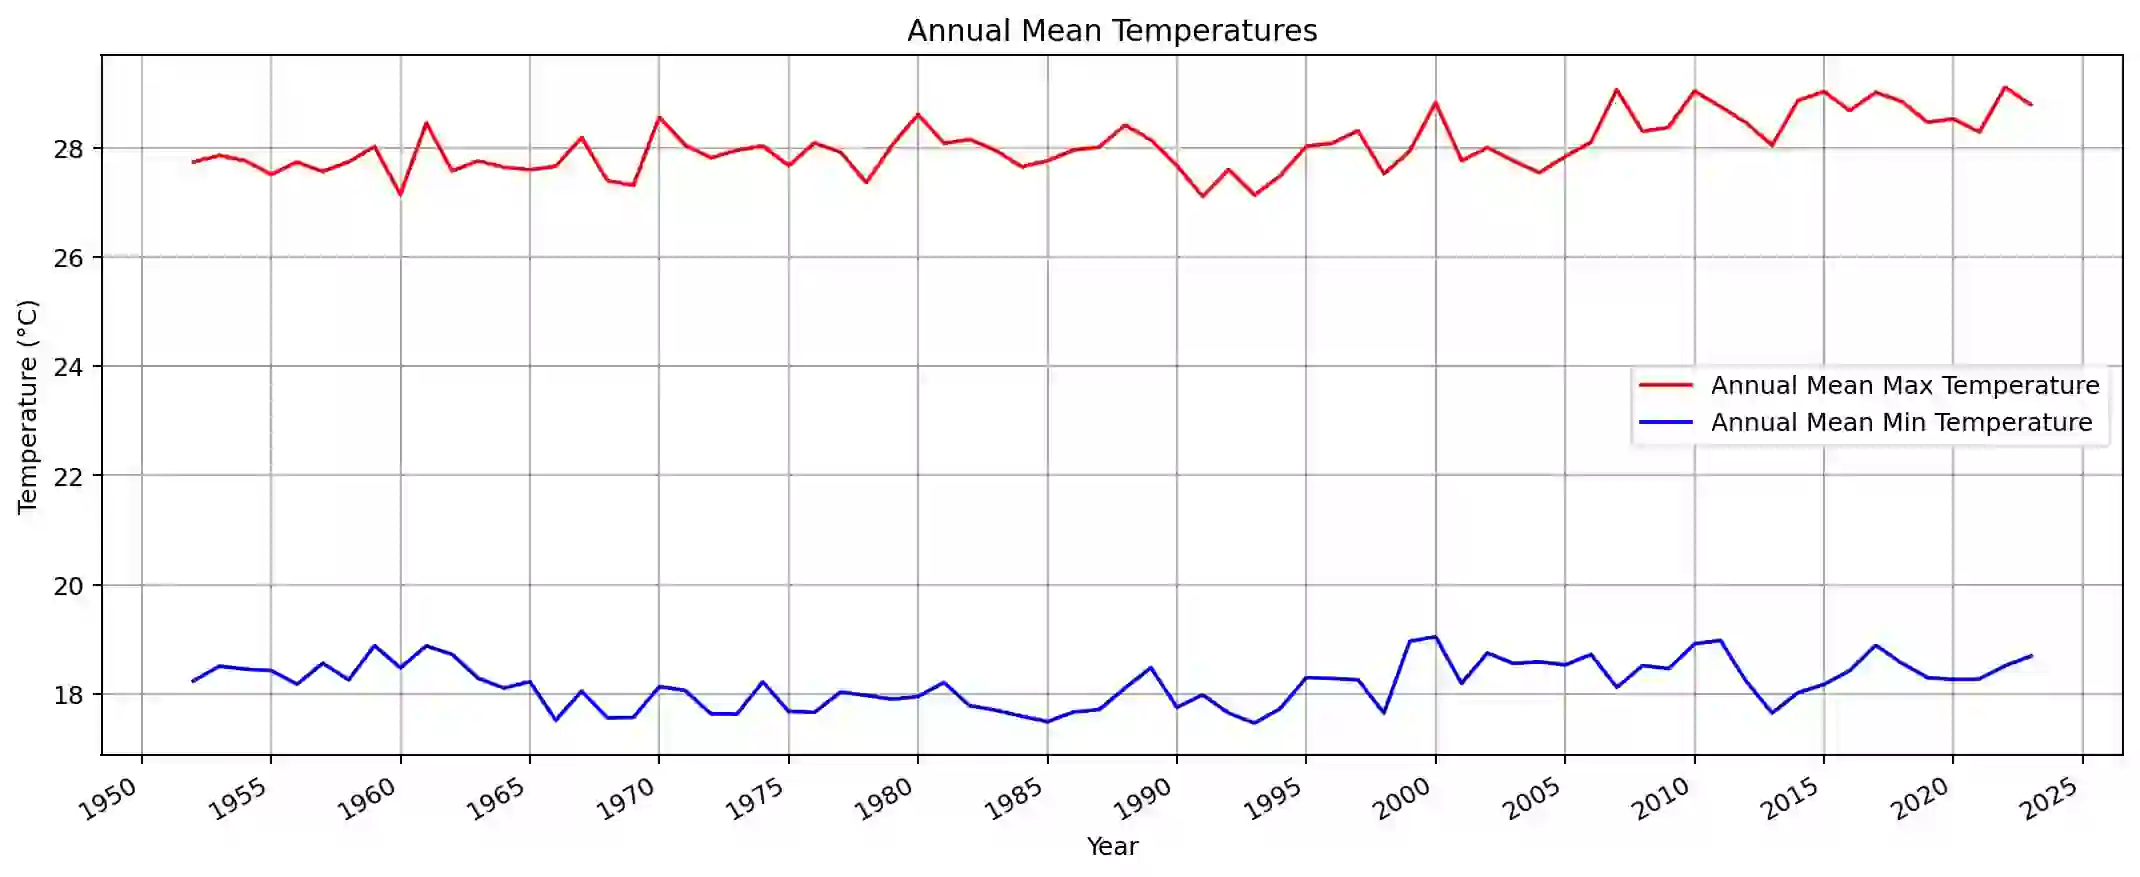 Annual Mean Temperatures
Temperature (°C)
28
26
24
22
20
18
Annual Mean Max Temperature
Annual Mean Min Temperature
1950 1955 1960 1965 1970 1975 1980 1985 1990 1995 2000 2005 2010 2015 2020 2025
Year